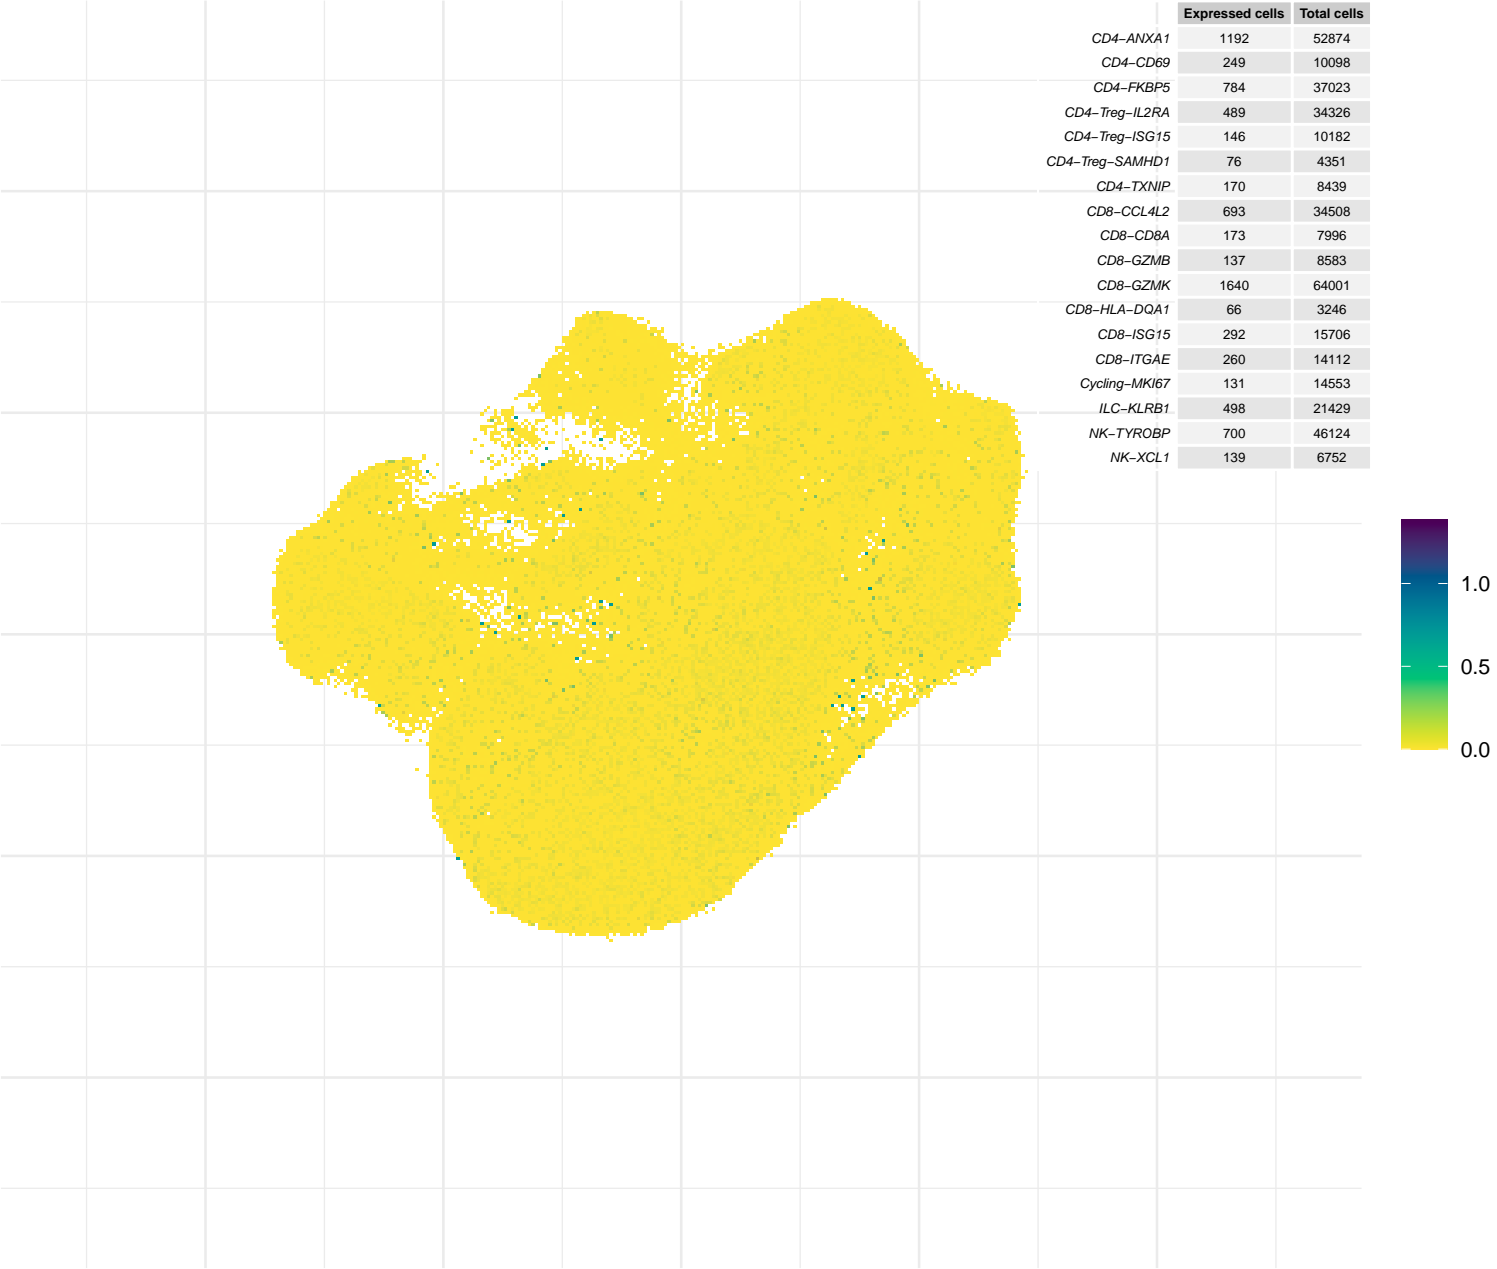 Expressed cells Total cells
CD4−ANXA1 1192 52874
CD4−CD69 249 10098
CD4−FKBP5 784 37023
CD4−Treg−IL2RA 489 34326
CD4−Treg−ISG15 146 10182
CD4−Treg−SAMHD1 76 4351
CD4−TXNIP 170 8439
CD8−CCL4L2 693 34508
CD8−CD8A 173 7996
CD8−GZMB 137 8583
CD8−GZMK 1640 64001
CD8−HLA−DQA1 66 3246
CD8−ISG15 292 15706
CD8−ITGAE 260 14112
Cycling−MKI67 131 14553
ILC−KLRB1 498 21429
NK−TYROBP 700 46124
NK−XCL1 139 6752
1.0
0.5
0.0